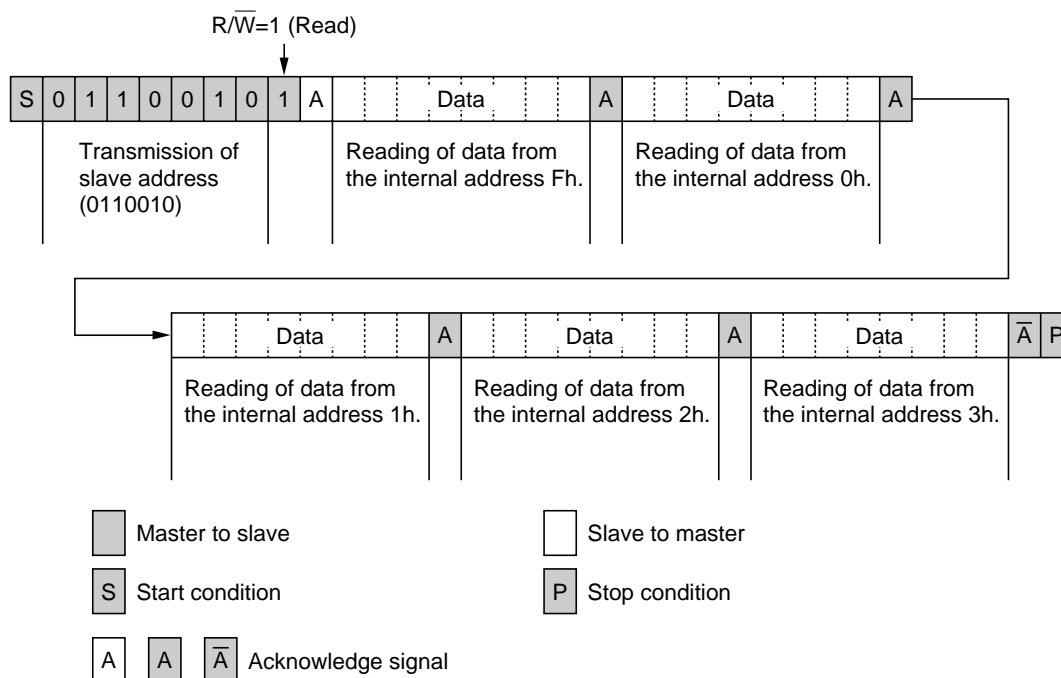 R/W̅=1 (Read)
S 0 1 1 0 0 1 0 1 A Data A Data A
Transmission of
slave address
(0110010)
Reading of data from
the internal address Fh.
Reading of data from
the internal address 0h.
Data A Data A Data A̅ P
Reading of data from
the internal address 1h.
Reading of data from
the internal address 2h.
Reading of data from
the internal address 3h.
Master to slave
Slave to master
S Start condition
P Stop condition
A A A̅ Acknowledge signal